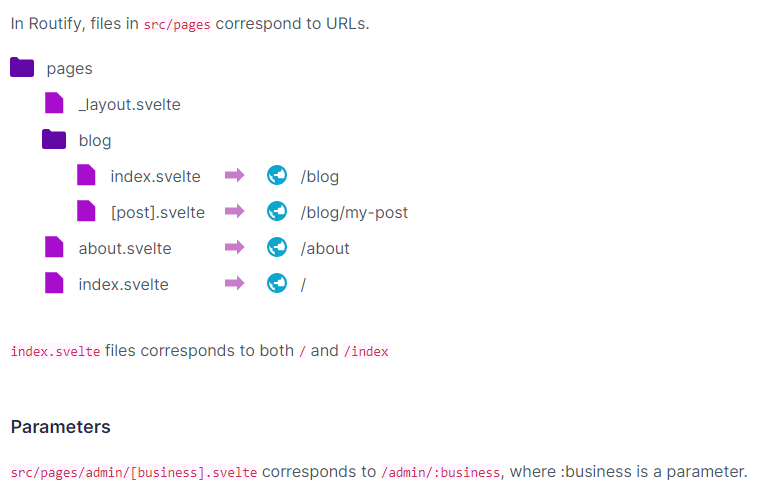 In Routify, files in src/pages correspond to URLs.
pages
_layout.svelte
blog
index.svelte /blog
[post].svelte /blog/my-post
about.svelte /about
index.svelte /
index.svelte files corresponds to both / and /index
Parameters
src/pages/admin/[business].svelte corresponds to /admin/:business, where :business is a parameter.